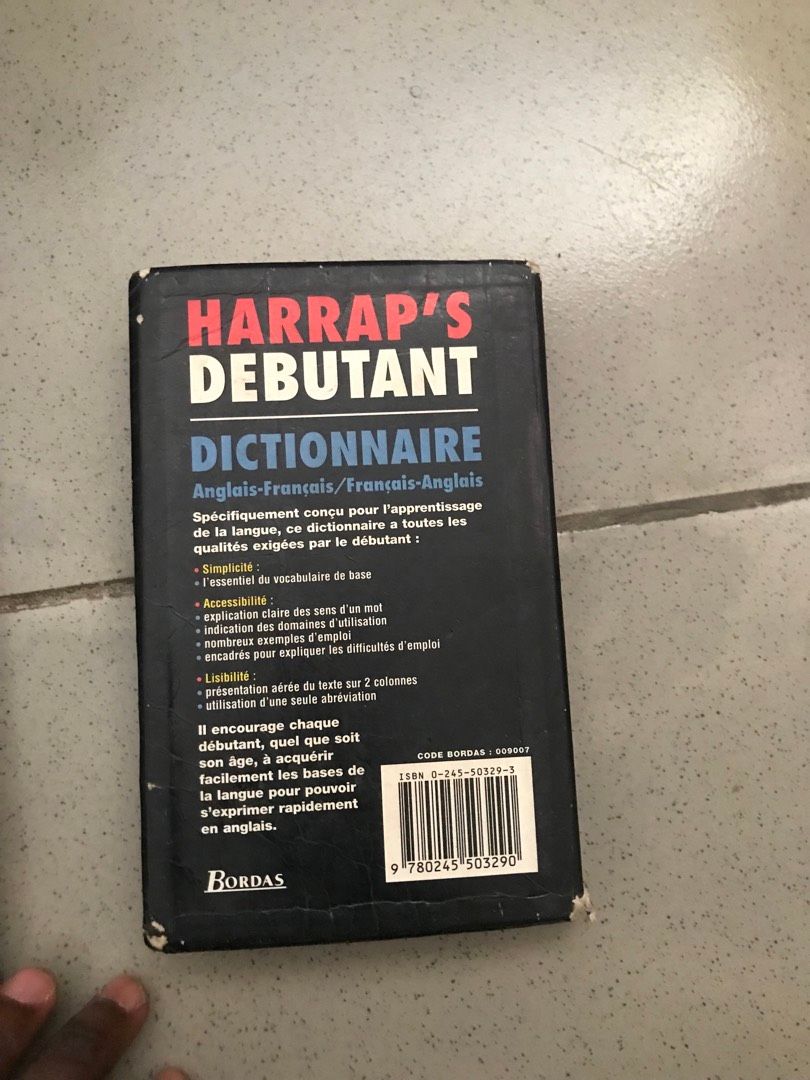 HARRAP'S
DEBUTANT
DICTIONNAIRE
Anglais-Français/Français-Anglais
Spécifiquement conçu pour l'apprentissage
de la langue, ce dictionnaire a toutes les
qualités exigées par le débutant :
• Simplicité :
• l'essentiel du vocabulaire de base
• Accessibilité :
• explication claire des sens d'un mot
• indication des domaines d'utilisation
• nombreux exemples d'emploi
• encadrés pour expliquer les difficultés d'emploi
• Lisibilité :
• présentation aérée du texte sur 2 colonnes
• utilisation d'une seule abréviation
Il encourage chaque
débutant, quel que soit
son âge, à acquérir
facilement les bases de
la langue pour pouvoir
s'exprimer rapidement
en anglais.
BORDAS
CODE BORDAS : 009007
ISBN 0-245-50329-3
9 780245 503290